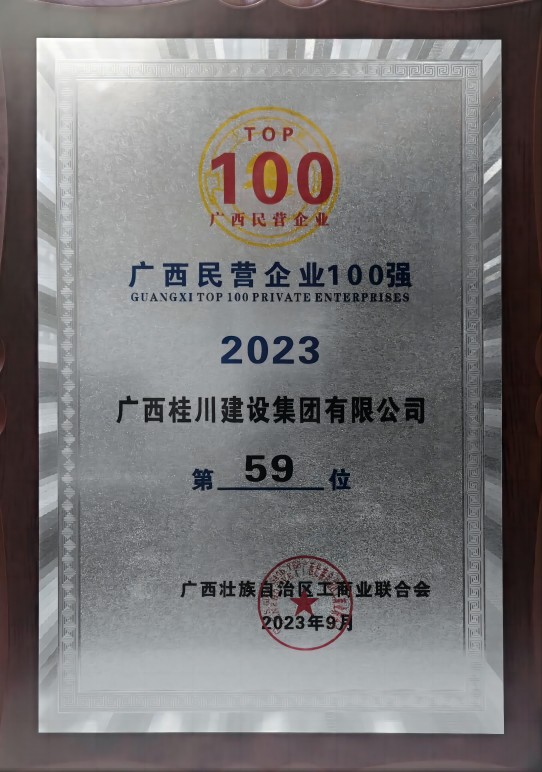 TOP
100
广西民营企业
广西民营企业100强
GUANGXI TOP 100 PRIVATE ENTERPRISES
2023
广西桂川建设集团有限公司
第 59 位
广西壮族自治区工商业联合会
2023年9月